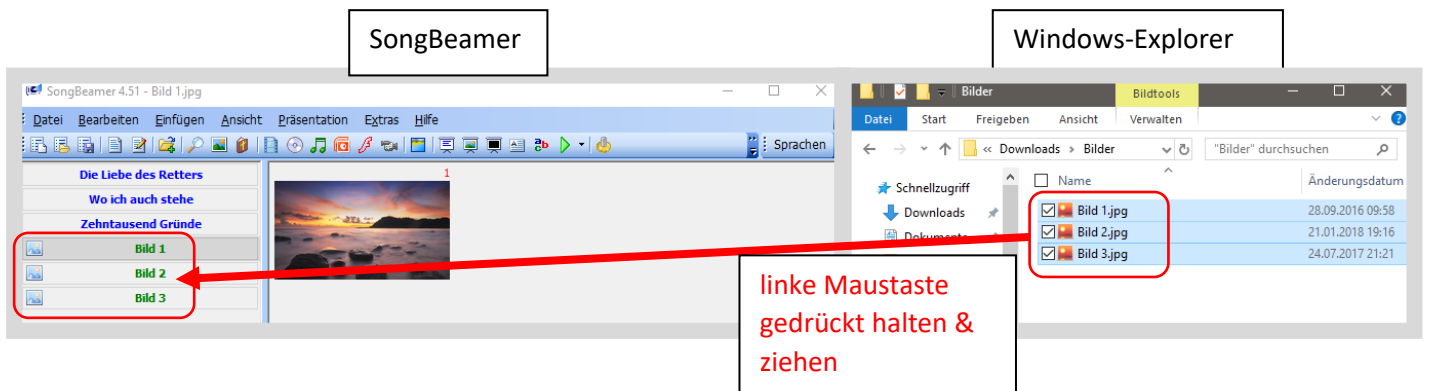 SongBeamer
Windows-Explorer
SongBeamer 4.51 - Bild 1.jpg
Datei Bearbeiten Einfügen Ansicht Präsentation Extras Hilfe
Sprachen
Die Liebe des Retters
Wo ich auch stehe
Zehntausend Gründe
Bild 1
Bild 2
Bild 3
1
Bilder
Bildtools
Datei Start Freigeben Ansicht Verwalten
« Downloads › Bilder
"Bilder" durchsuchen
Schnellzugriff
Downloads
Dokumente
Name Änderungsdatum
Bild 1.jpg 28.09.2016 09:58
Bild 2.jpg 21.01.2018 19:16
Bild 3.jpg 24.07.2017 21:21
linke Maustaste
gedrückt halten &
ziehen